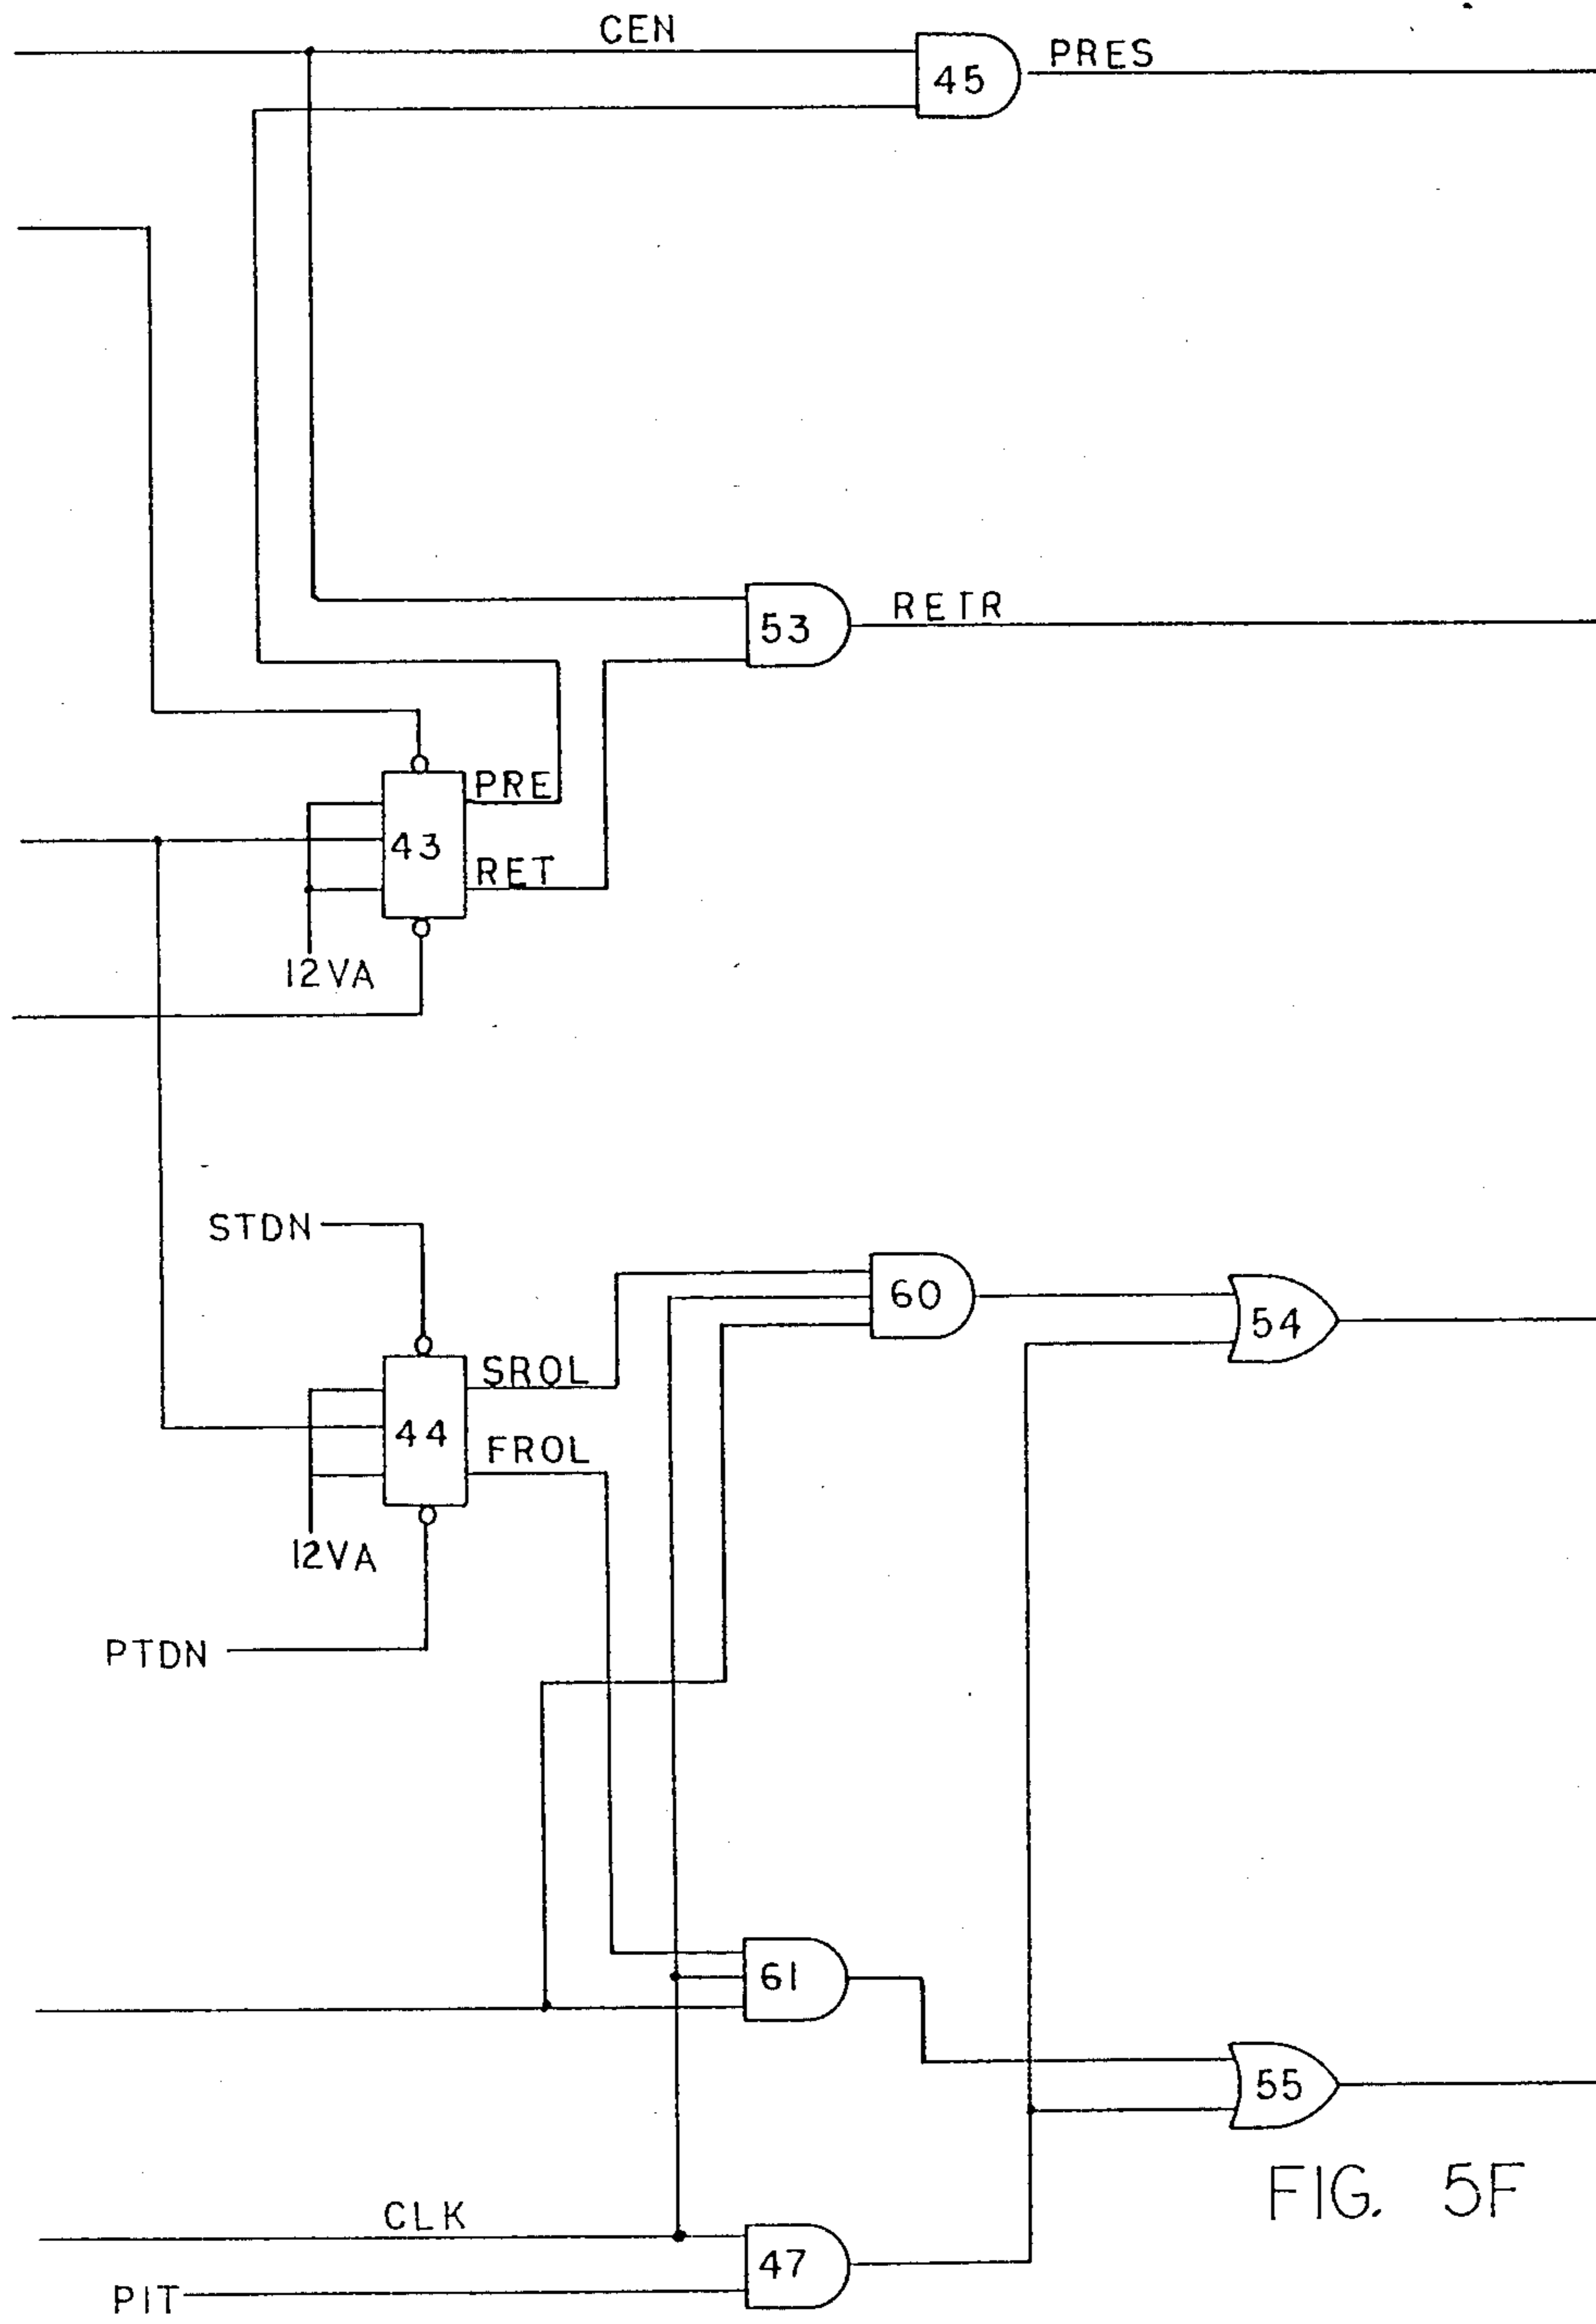 CEN
45
PRES
53
RETR
PRE
43
RET
12VA
STDN
60
54
SROL
44
FROL
12VA
PTDN
61
55
FIG. 5F
CLK
47
PIT